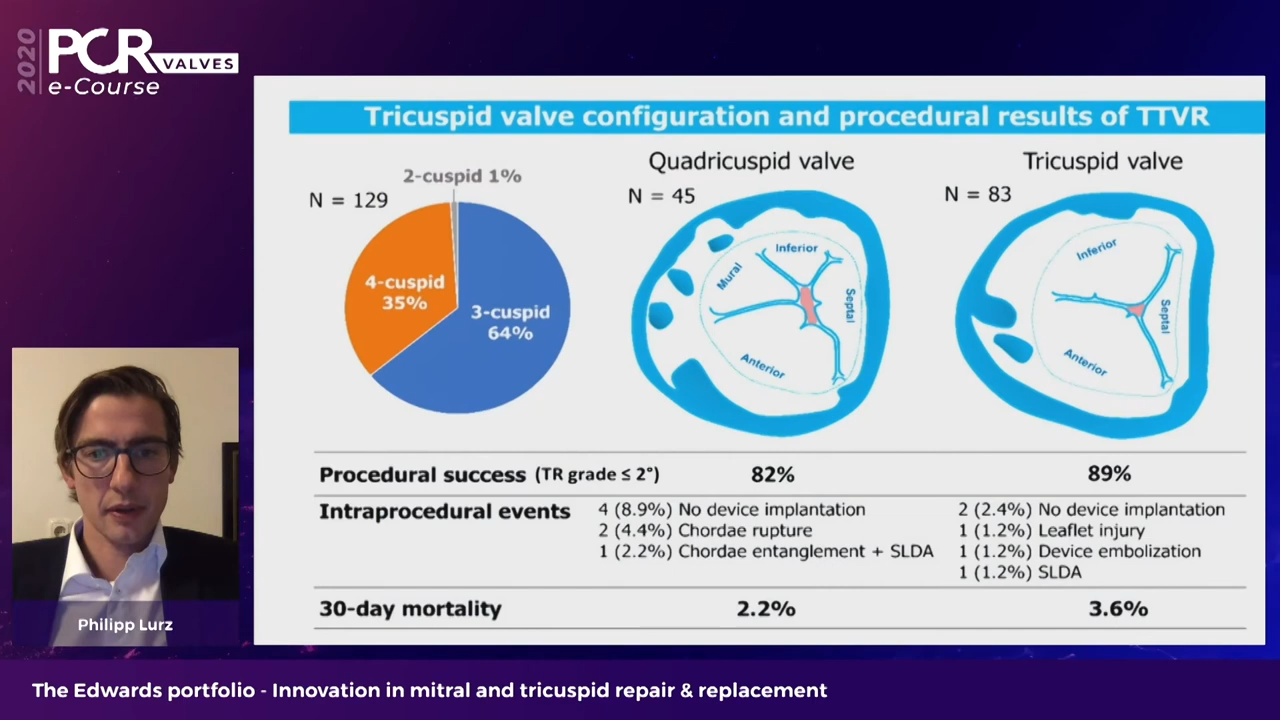 2020
PCR VALVES
e-Course
Tricuspid valve configuration and procedural results of TTVR
2-cuspid 1%
N = 129
4-cuspid
35%
3-cuspid
64%
Quadricuspid valve
N = 45
Inferior
Mural
Septal
Anterior
Tricuspid valve
N = 83
Inferior
Septal
Anterior
Procedural success (TR grade ≤ 2°) 82% 89%
Intraprocedural events
4 (8.9%) No device implantation
2 (4.4%) Chordae rupture
1 (2.2%) Chordae entanglement + SLDA
2 (2.4%) No device implantation
1 (1.2%) Leaflet injury
1 (1.2%) Device embolization
1 (1.2%) SLDA
30-day mortality 2.2% 3.6%
Philipp Lurz
The Edwards portfolio - Innovation in mitral and tricuspid repair & replacement